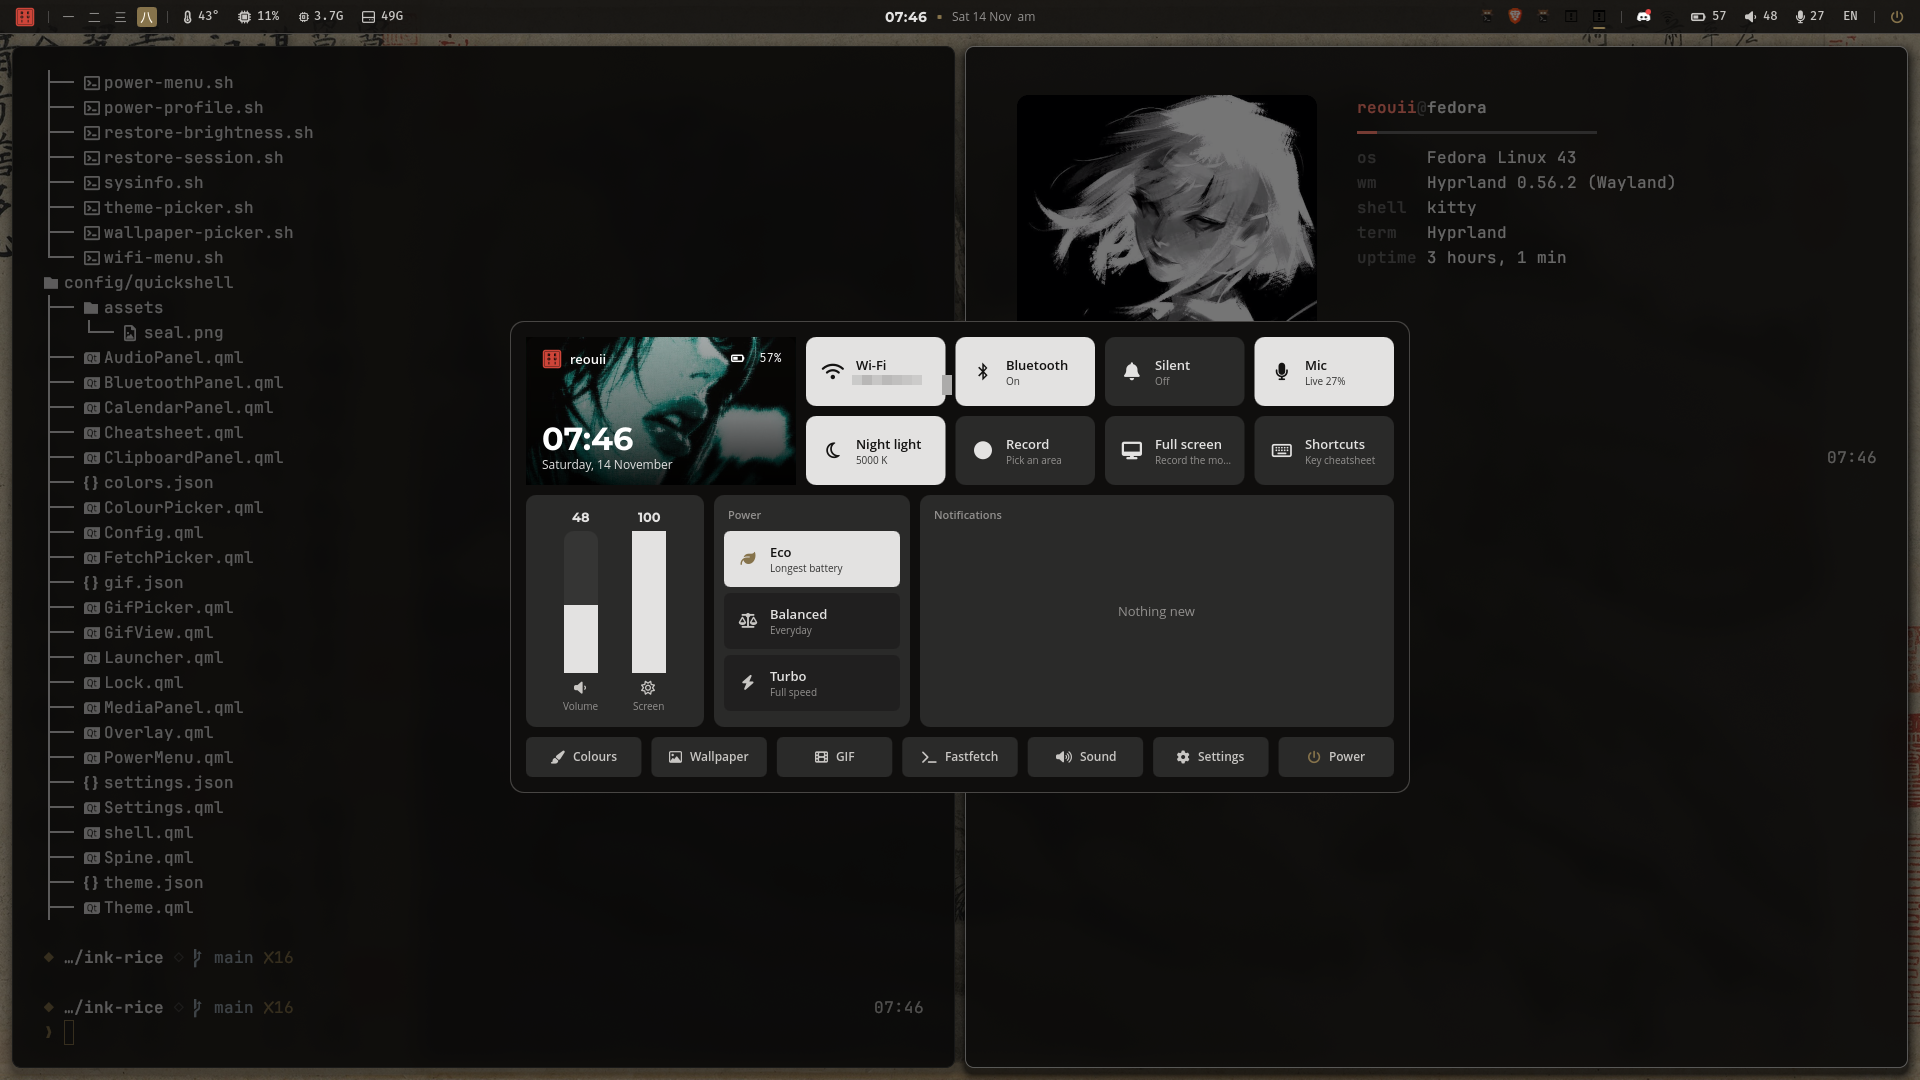 一 二 三 八 43° 11% 3.7G 49G
07:46 Sat 14 Nov am
57 48 27 EN
power-menu.sh
power-profile.sh
restore-brightness.sh
restore-session.sh
sysinfo.sh
theme-picker.sh
wallpaper-picker.sh
wifi-menu.sh
config/quickshell
assets
seal.png
AudioPanel.qml
BluetoothPanel.qml
CalendarPanel.qml
Cheatsheet.qml
ClipboardPanel.qml
colors.json
ColourPicker.qml
Config.qml
FetchPicker.qml
gif.json
GifPicker.qml
GifView.qml
Launcher.qml
Lock.qml
MediaPanel.qml
Overlay.qml
PowerMenu.qml
settings.json
Settings.qml
shell.qml
Spine.qml
theme.json
Theme.qml
…/ink-rice main X16
…/ink-rice main X16 07:46
reouii@fedora
os Fedora Linux 43
wm Hyprland 0.56.2 (Wayland)
shell kitty
term Hyprland
uptime 3 hours, 1 min
07:46
reouii 57%
07:46
Saturday, 14 November
Wi-Fi
Bluetooth
On
Silent
Off
Mic
Live 27%
Night light
5000 K
Record
Pick an area
Full screen
Record the mo...
Shortcuts
Key cheatsheet
48 100
Volume Screen
Power
Eco
Longest battery
Balanced
Everyday
Turbo
Full speed
Notifications
Nothing new
Colours Wallpaper GIF Fastfetch Sound Settings Power